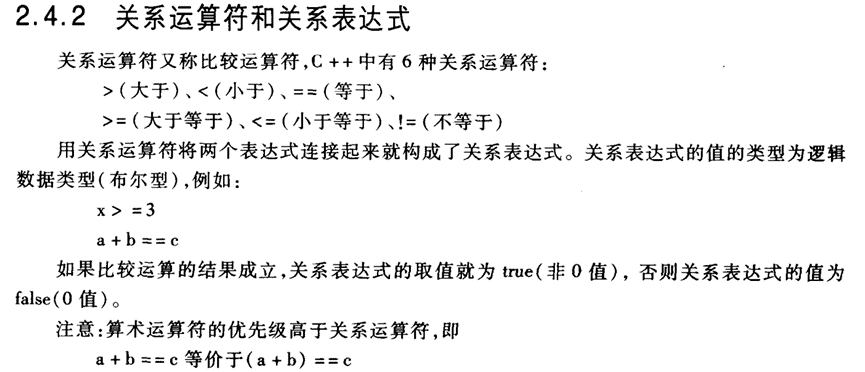 2.4.2 关系运算符和关系表达式
关系运算符又称比较运算符,C ++中有 6 种关系运算符:
>(大于)、<(小于)、==(等于)、
>=(大于等于)、<=(小于等于)、!=(不等于)
用关系运算符将两个表达式连接起来就构成了关系表达式。关系表达式的值的类型为逻辑
数据类型(布尔型),例如:
x> =3
a+b==c
如果比较运算的结果成立,关系表达式的取值就为 true(非 0 值),否则关系表达式的值为
false(0 值)。
注意:算术运算符的优先级高于关系运算符,即
a+b==c 等价于(a+b)==c